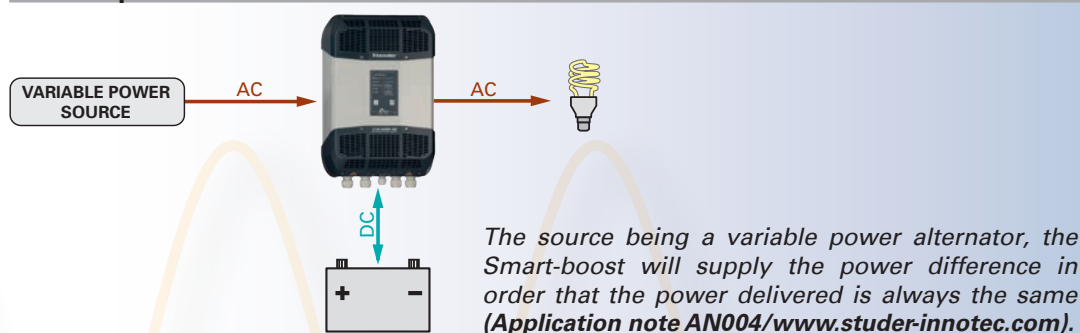 VARIABLE POWER
SOURCE
AC
AC
DC
+ −
The source being a variable power alternator, the
Smart-boost will supply the power difference in
order that the power delivered is always the same
(Application note AN004/www.studer-innotec.com).